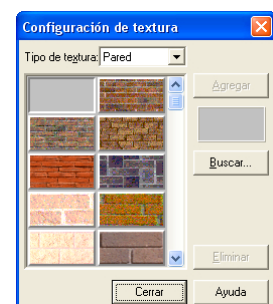 Configuración de textura
Tipo de textura: Pared
Agregar
Buscar...
Eliminar
Cerrar
Ayuda